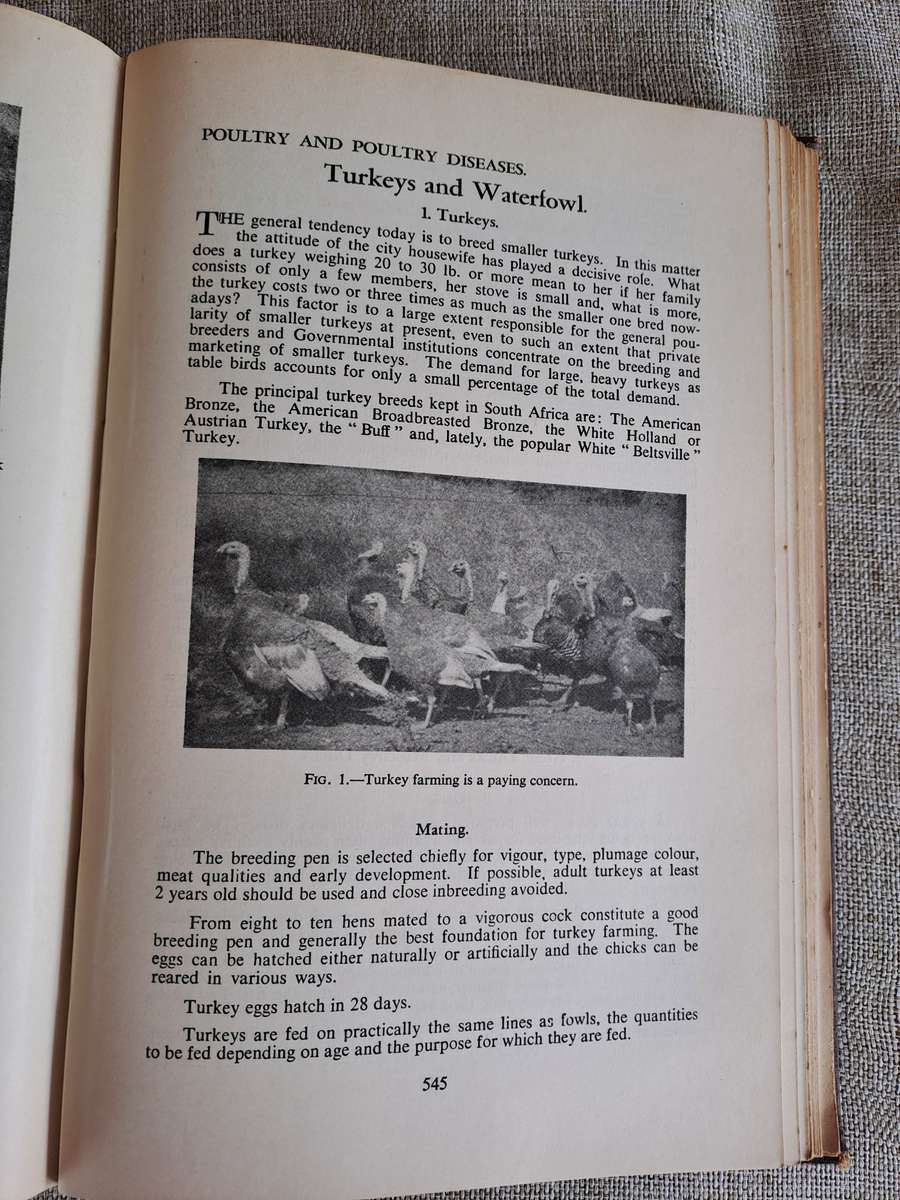 POULTRY AND POULTRY DISEASES.
Turkeys and Waterfowl.
1. Turkeys.
THE general tendency today is to breed smaller turkeys. In this matter
the attitude of the city housewife has played a decisive role. What
does a turkey weighing 20 to 30 lb. or more mean to her if her family
consists of only a few members, her stove is small and, what is more,
the turkey costs two or three times as much as the smaller one bred now-
adays? This factor is to a large extent responsible for the general pou-
larity of smaller turkeys at present, even to such an extent that private
breeders and Governmental institutions concentrate on the breeding and
marketing of smaller turkeys. The demand for large, heavy turkeys as
table birds accounts for only a small percentage of the total demand.
The principal turkey breeds kept in South Africa are: The American
Bronze, the American Broadbreasted Bronze, the White Holland or
Austrian Turkey, the "Buff" and, lately, the popular White "Beltsville"
Turkey.
FIG. 1.—Turkey farming is a paying concern.
Mating.
The breeding pen is selected chiefly for vigour, type, plumage colour,
meat qualities and early development. If possible, adult turkeys at least
2 years old should be used and close inbreeding avoided.
From eight to ten hens mated to a vigorous cock constitute a good
breeding pen and generally the best foundation for turkey farming. The
eggs can be hatched either naturally or artificially and the chicks can be
reared in various ways.
Turkey eggs hatch in 28 days.
Turkeys are fed on practically the same lines as fowls, the quantities
to be fed depending on age and the purpose for which they are fed.
545